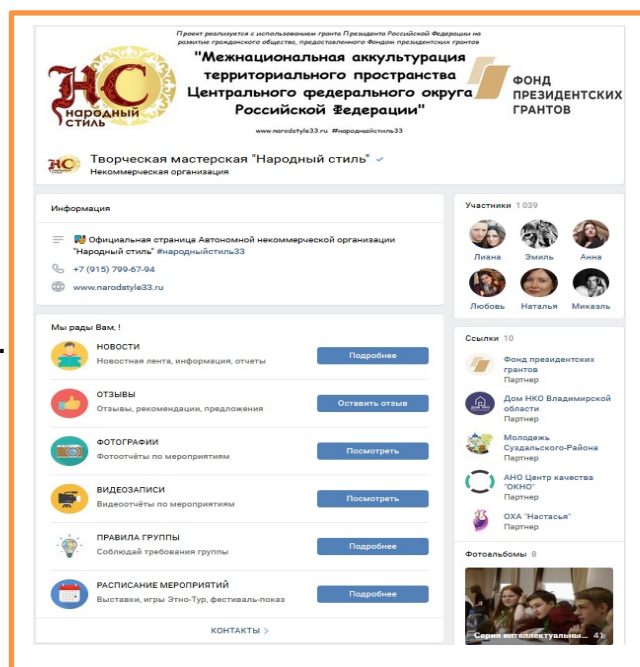 Проект реализуется с использованием гранта Президента Российской Федерации на
развитие гражданского общества, предоставленного Фондом президентских грантов
"Межнациональная аккультурация
территориального пространства
Центрального федерального округа
Российской Федерации"
www.narodstyle33.ru #народныйстиль33
НС
народный
СТИЛЬ
ФОНД
ПРЕЗИДЕНТСКИХ
ГРАНТОВ
Творческая мастерская "Народный стиль"
Некоммерческая организация
Информация
Официальная страница Автономной некоммерческой организации
"Народный стиль" #народныйстиль33
+7 (915) 799-67-94
www.narodstyle33.ru
Мы рады Вам, !
НОВОСТИ
Новостная лента, информация, отчеты
Подробнее
ОТЗЫВЫ
Отзывы, рекомендации, предложения
Оставить отзыв
ФОТОГРАФИИ
Фотоотчёты по мероприятиям
Посмотреть
ВИДЕОЗАПИСИ
Видеоотчёты по мероприятиям
Посмотреть
ПРАВИЛА ГРУППЫ
Соблюдай требования группы
Подробнее
РАСПИСАНИЕ МЕРОПРИЯТИЙ
Выставки, игры Этно-Тур, фестиваль-показ
Подробнее
КОНТАКТЫ >
Участники 1 039
Лиана Эмиль Анна
Любовь Наталья Микаэль
Ссылки 10
Фонд президентских
грантов
Партнер
Дом НКО Владимирской
области
Партнер
Молодежь
Суздальского-Района
Партнер
АНО Центр качества
"ОКНО"
Партнер
ОХА "Настасья"
Партнер
Фотоальбомы 8
Серия интеллектуальны... 41